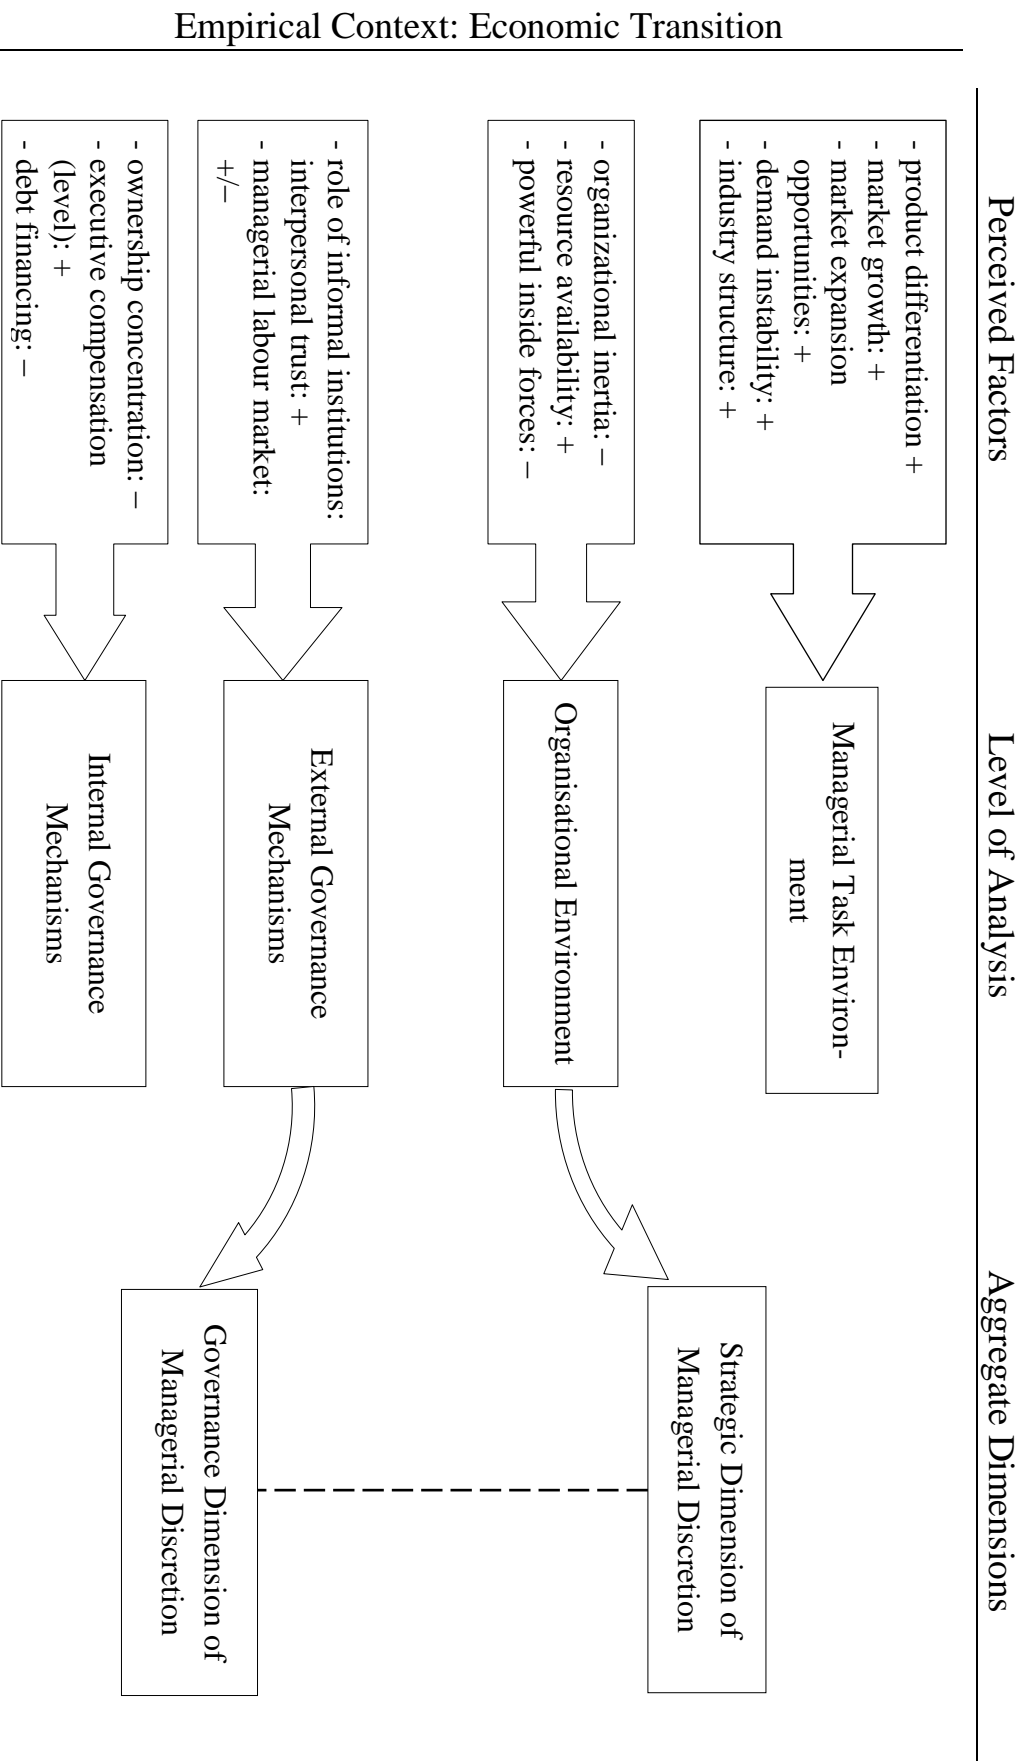 Empirical Context: Economic Transition
Perceived Factors
Level of Analysis
Aggregate Dimensions
- product differentiation +
- market growth: +
- market expansion
opportunities: +
- demand instability: +
- industry structure: +
Managerial Task Environ-
ment
- organizational inertia: –
- resource availability: +
- powerful inside forces: –
Organisational Environment
Strategic Dimension of
Managerial Discretion
- role of informal institutions:
interpersonal trust: +
- managerial labour market:
+/–
External Governance
Mechanisms
Governance Dimension of
Managerial Discretion
- ownership concentration: –
- executive compensation
(level): +
- debt financing: –
Internal Governance
Mechanisms